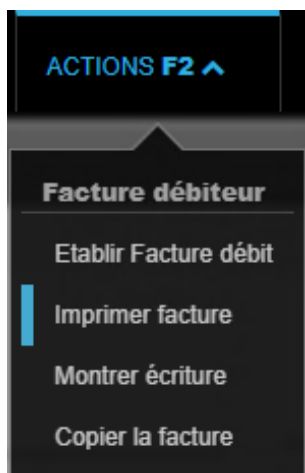 ACTIONS F2
Facture débiteur
Etablir Facture débit
Imprimer facture
Montrer écriture
Copier la facture